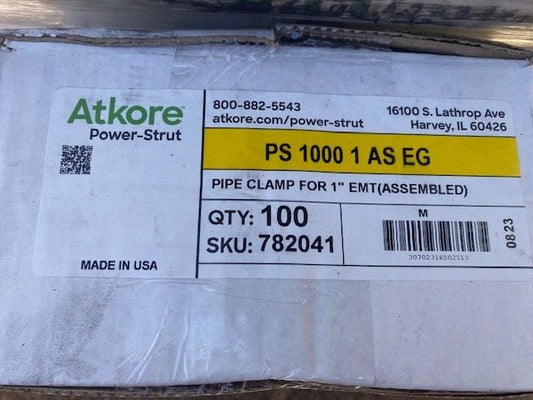 Atkore
Power-Strut
800-882-5543
atkore.com/power-strut
16100 S. Lathrop Ave
Harvey, IL 60426
PS 1000 1 AS EG
PIPE CLAMP FOR 1" EMT(ASSEMBLED)
QTY: 100
SKU: 782041
M
30702316502513
0823
MADE IN USA